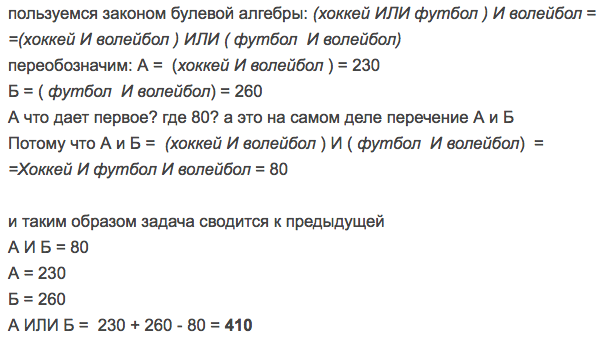 пользуемся законом булевой алгебры: (хоккей ИЛИ футбол ) И волейбол =
=(хоккей И волейбол ) ИЛИ ( футбол И волейбол)
переобозначим: А = (хоккей И волейбол ) = 230
Б = ( футбол И волейбол) = 260
А что дает первое? где 80? а это на самом деле перечение А и Б
Потому что А и Б = (хоккей И волейбол ) И ( футбол И волейбол) =
=Хоккей И футбол И волейбол = 80
и таким образом задача сводится к предыдущей
А И Б = 80
А = 230
Б = 260
А ИЛИ Б = 230 + 260 - 80 = 410